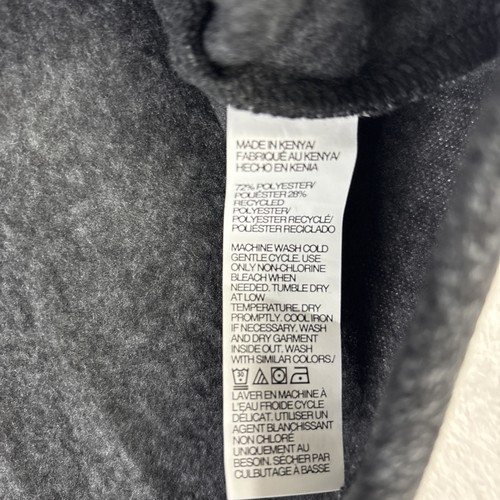 MADE IN KENYA/
FABRIQUÉ AU KENYA/
HECHO EN KENIA
72% POLYESTER/
POLIÉSTER 28%
RECYCLED
POLYESTER/
POLYESTER RECYCLÉ/
POLIÉSTER RECICLADO
MACHINE WASH COLD
GENTLE CYCLE. USE
ONLY NON-CHLORINE
BLEACH WHEN
NEEDED. TUMBLE DRY
AT LOW
TEMPERATURE. DRY
PROMPTLY. COOL IRON
IF NECESSARY. WASH
AND DRY GARMENT
INSIDE OUT. WASH
WITH SIMILAR COLORS./
30
LAVER EN MACHINE À
L'EAU FROIDE CYCLE
DÉLICAT. UTILISER UN
AGENT BLANCHISSANT
NON CHLORÉ
UNIQUEMENT AU
BESOIN. SÉCHER PAR
CULBUTAGE À BASSE